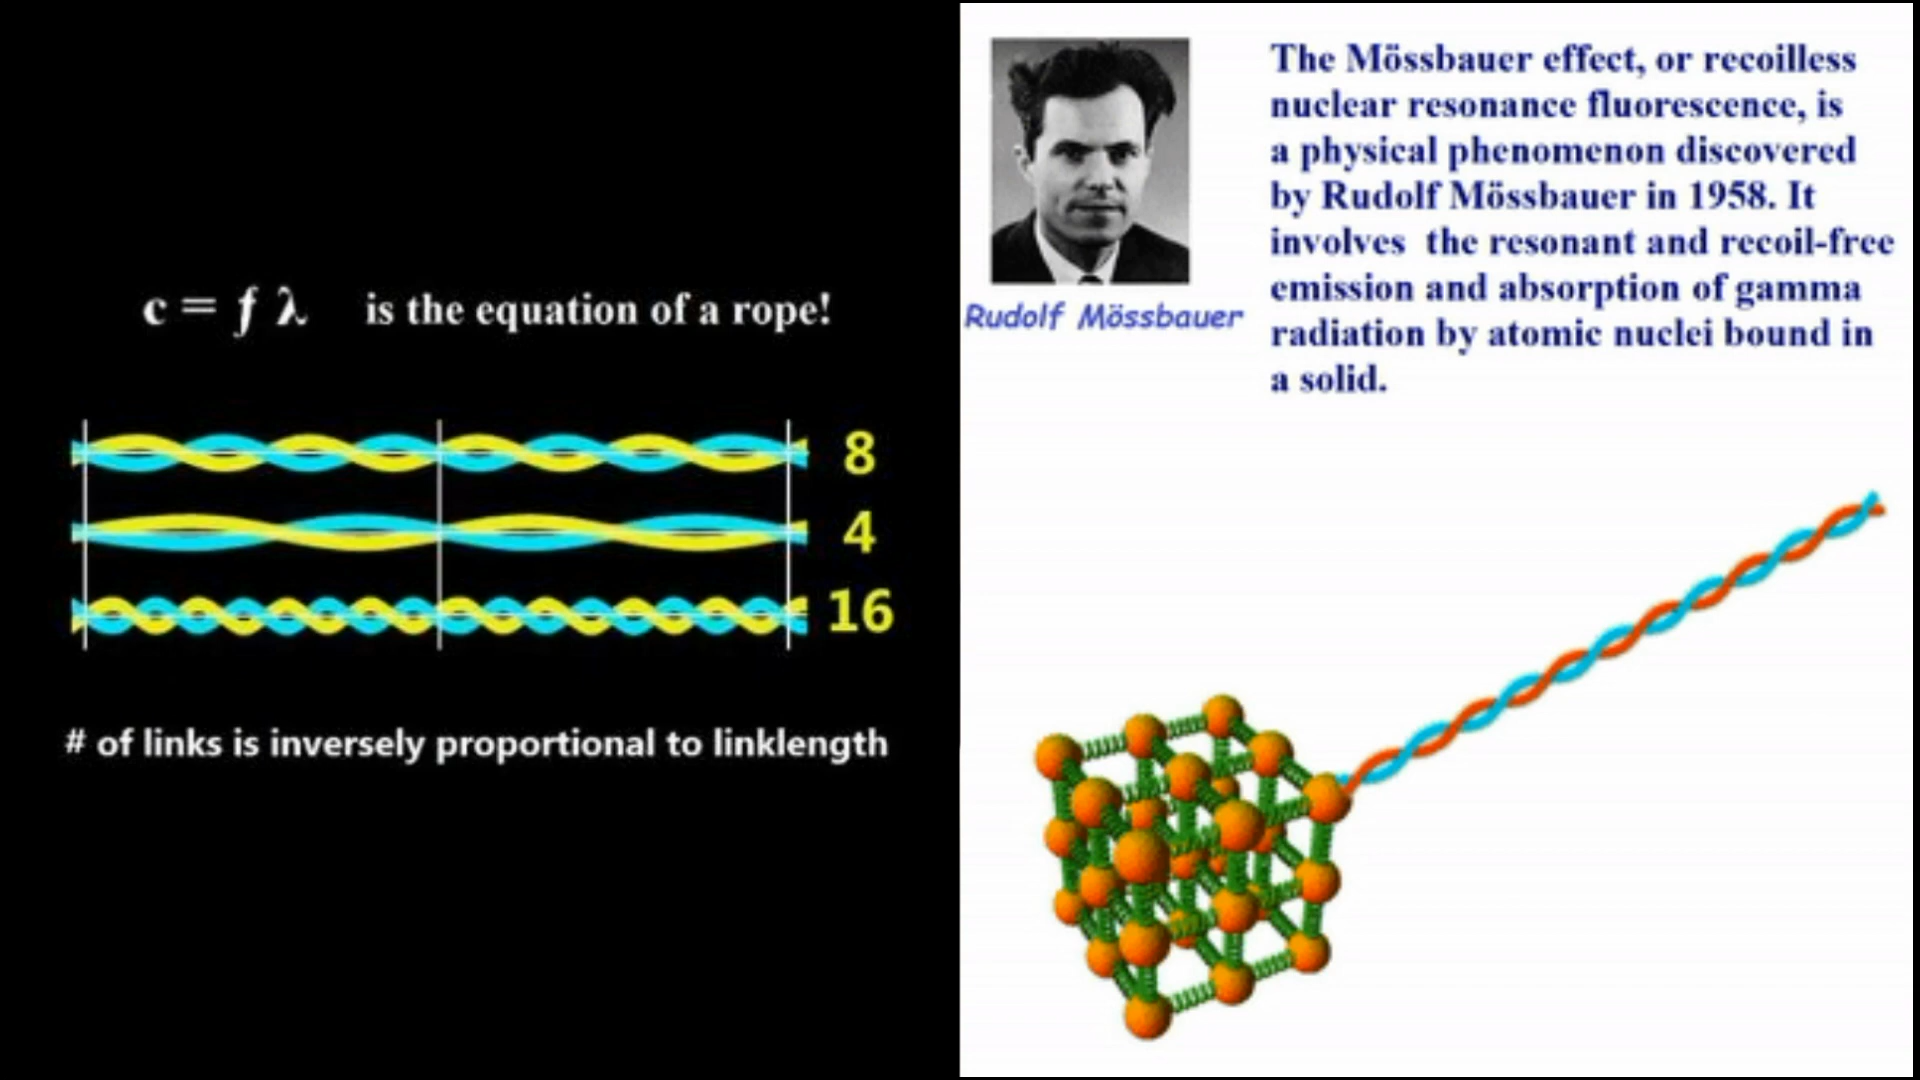 c = f λ is the equation of a rope!
8
4
16
# of links is inversely proportional to linklength
Rudolf Mössbauer
The Mössbauer effect, or recoilless
nuclear resonance fluorescence, is
a physical phenomenon discovered
by Rudolf Mössbauer in 1958. It
involves the resonant and recoil-free
emission and absorption of gamma
radiation by atomic nuclei bound in
a solid.